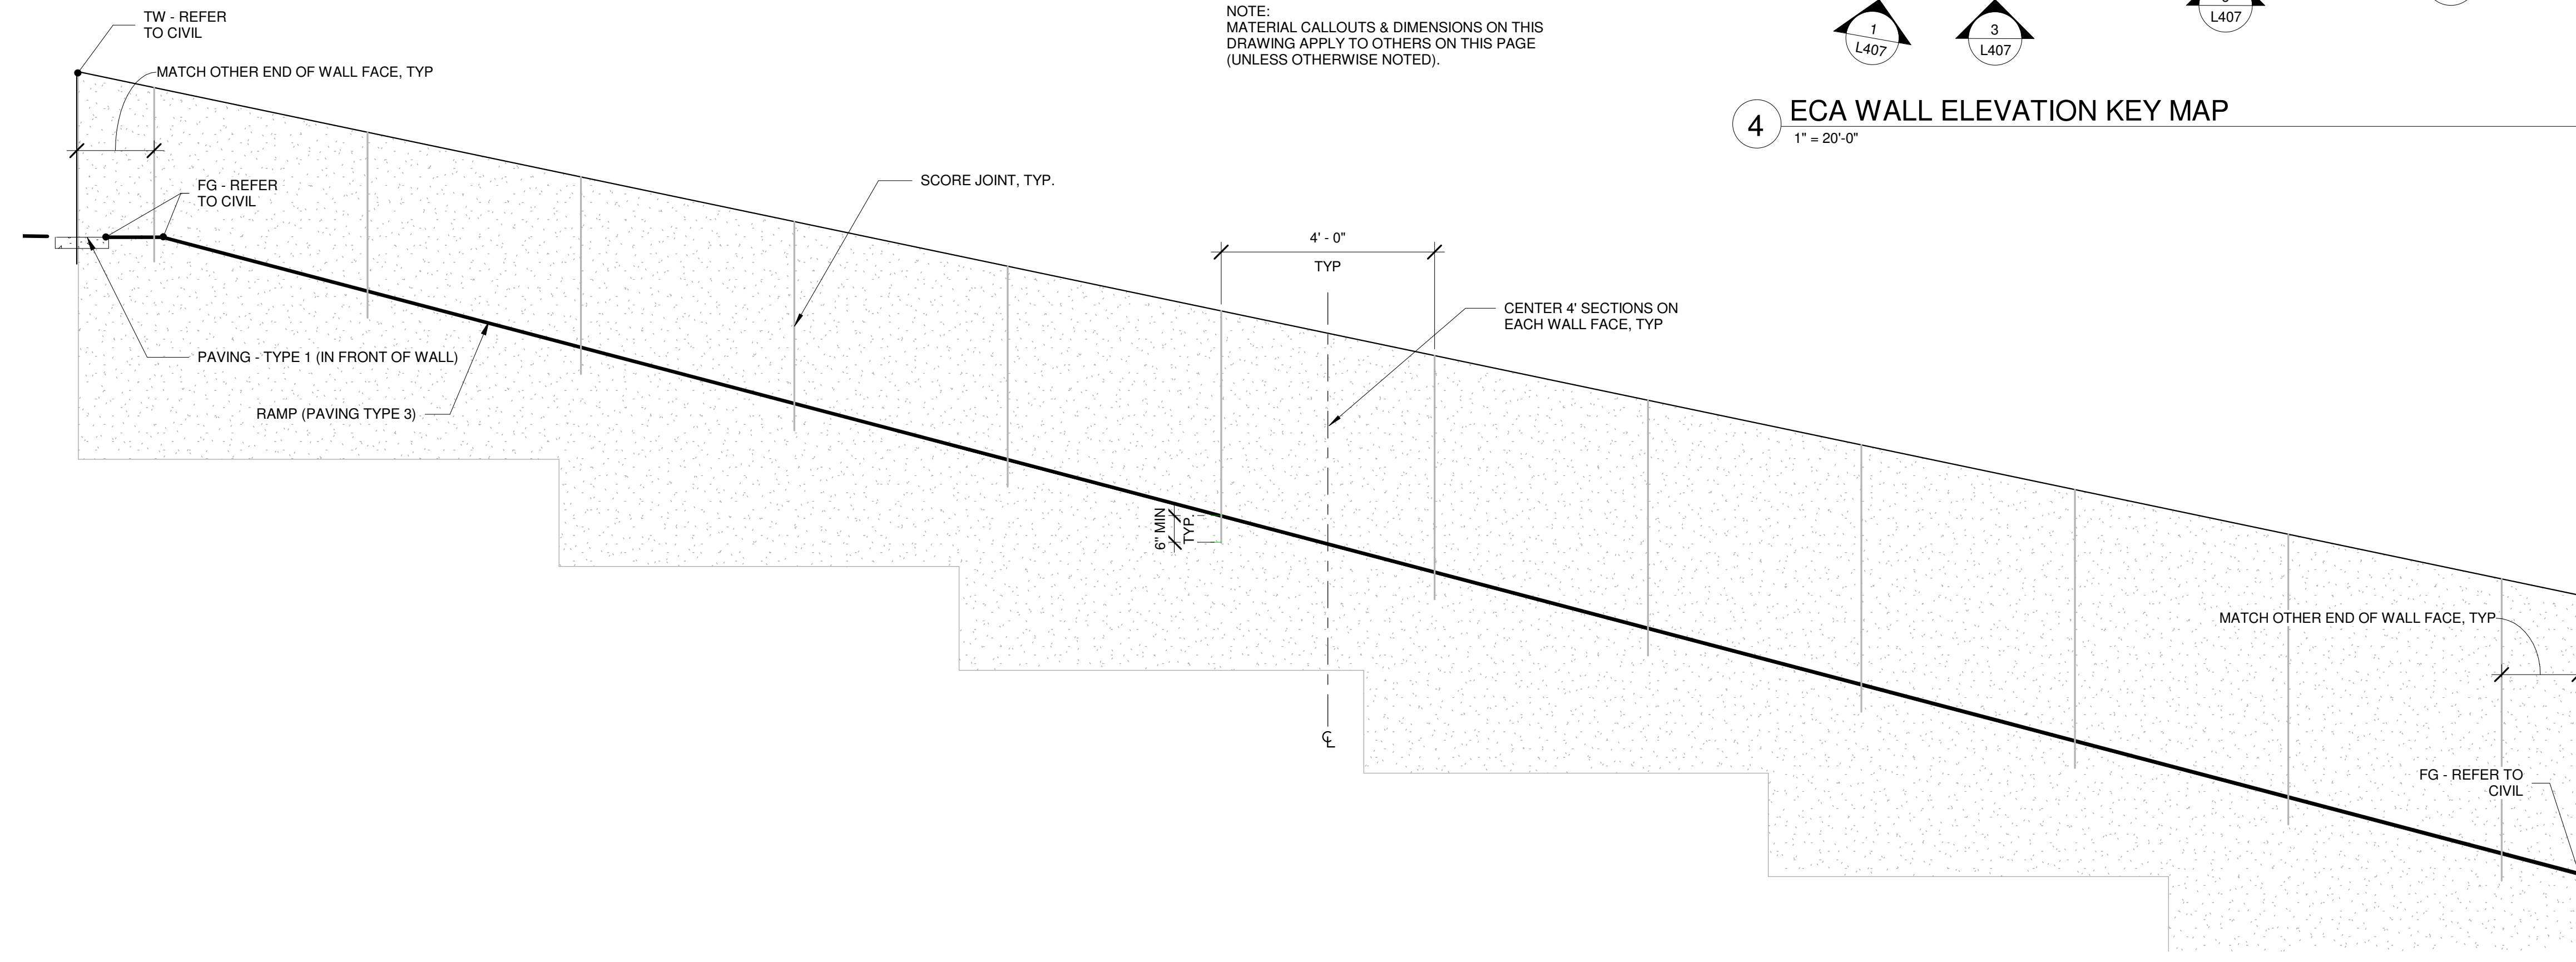 TW - REFER
TO CIVIL
MATCH OTHER END OF WALL FACE, TYP
FG - REFER
TO CIVIL
PAVING - TYPE 1 (IN FRONT OF WALL)
RAMP (PAVING TYPE 3)
SCORE JOINT, TYP.
NOTE:
MATERIAL CALLOUTS & DIMENSIONS ON THIS
DRAWING APPLY TO OTHERS ON THIS PAGE
(UNLESS OTHERWISE NOTED).
4' - 0"
TYP
CENTER 4' SECTIONS ON
EACH WALL FACE, TYP
6" MIN
TYP.
℄
1
L407
3
L407
L407
4
ECA WALL ELEVATION KEY MAP
1" = 20'-0"
MATCH OTHER END OF WALL FACE, TYP
FG - REFER TO
CIVIL